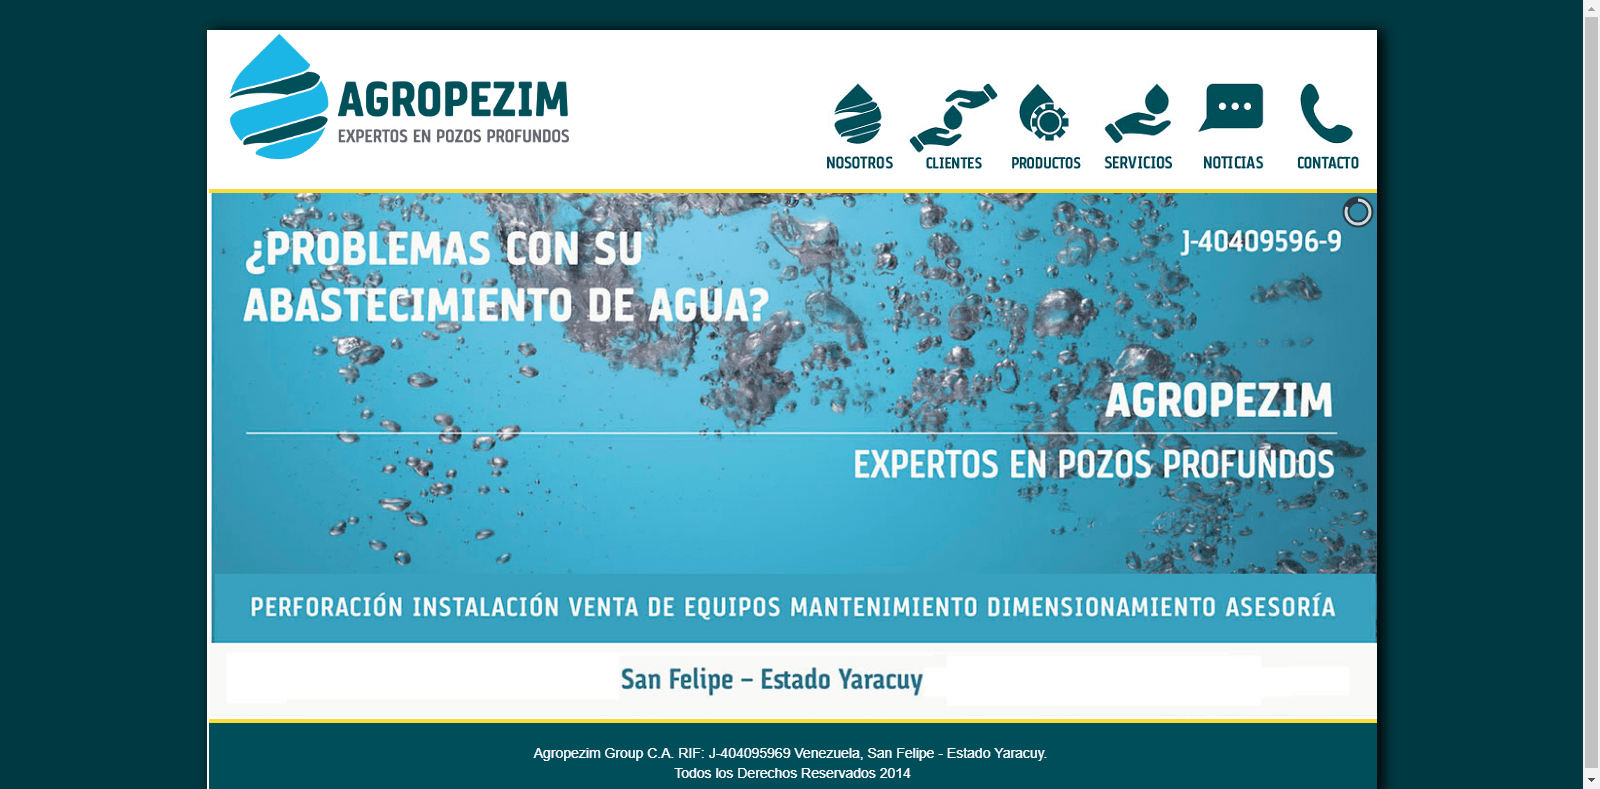 AGROPEZIM
EXPERTOS EN POZOS PROFUNDOS
NOSOTROS
CLIENTES
PRODUCTOS
SERVICIOS
NOTICIAS
CONTACTO
¿PROBLEMAS CON SU
ABASTECIMIENTO DE AGUA?
J-40409596-9
AGROPEZIM
EXPERTOS EN POZOS PROFUNDOS
PERFORACIÓN INSTALACIÓN VENTA DE EQUIPOS MANTENIMIENTO DIMENSIONAMIENTO ASESORÍA
San Felipe – Estado Yaracuy
Agropezim Group C.A. RIF: J-404095969 Venezuela, San Felipe - Estado Yaracuy.
Todos los Derechos Reservados 2014